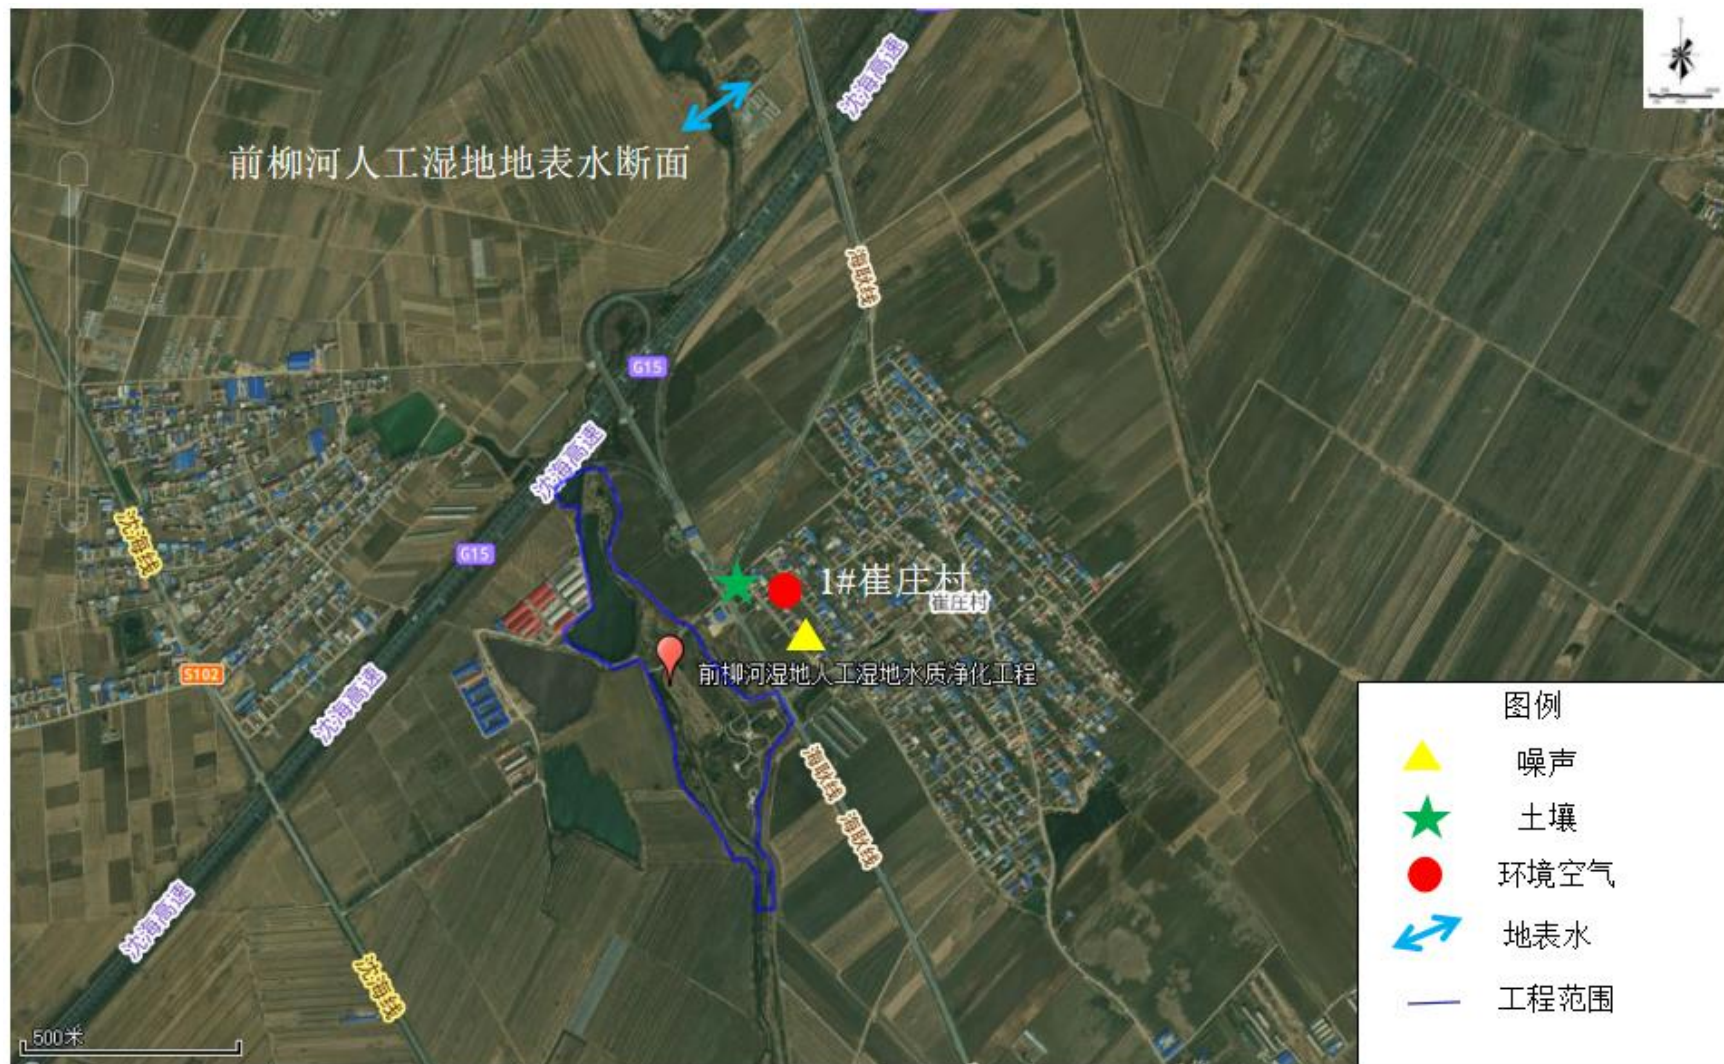 沈海高速
前柳河人工湿地地表水断面
海耿线
G15
沈海高速
G15
沈海线
1#崔庄村
崔庄村
前柳河湿地人工湿地水质净化工程
S102
沈海高速
海耿线
海耿线
沈海高速
沈海线
500米
图例
噪声
土壤
环境空气
地表水
工程范围